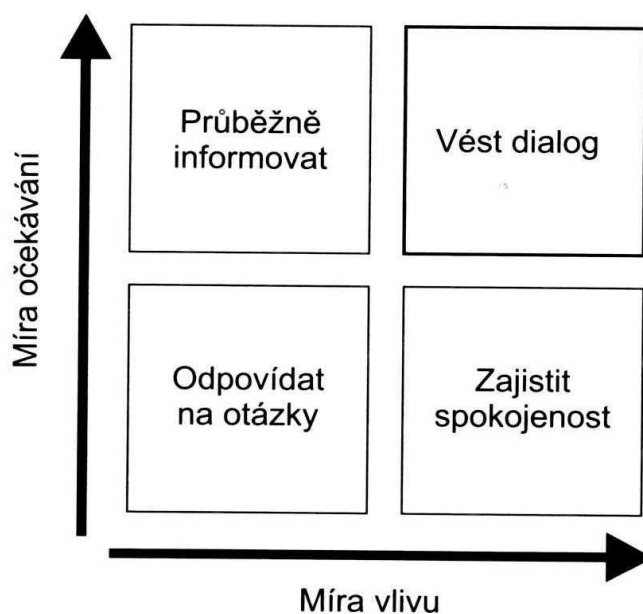 Míra očekávání
Průběžně
informovat
Vést dialog
Odpovídat
na otázky
Zajistit
spokojenost
Míra vlivu